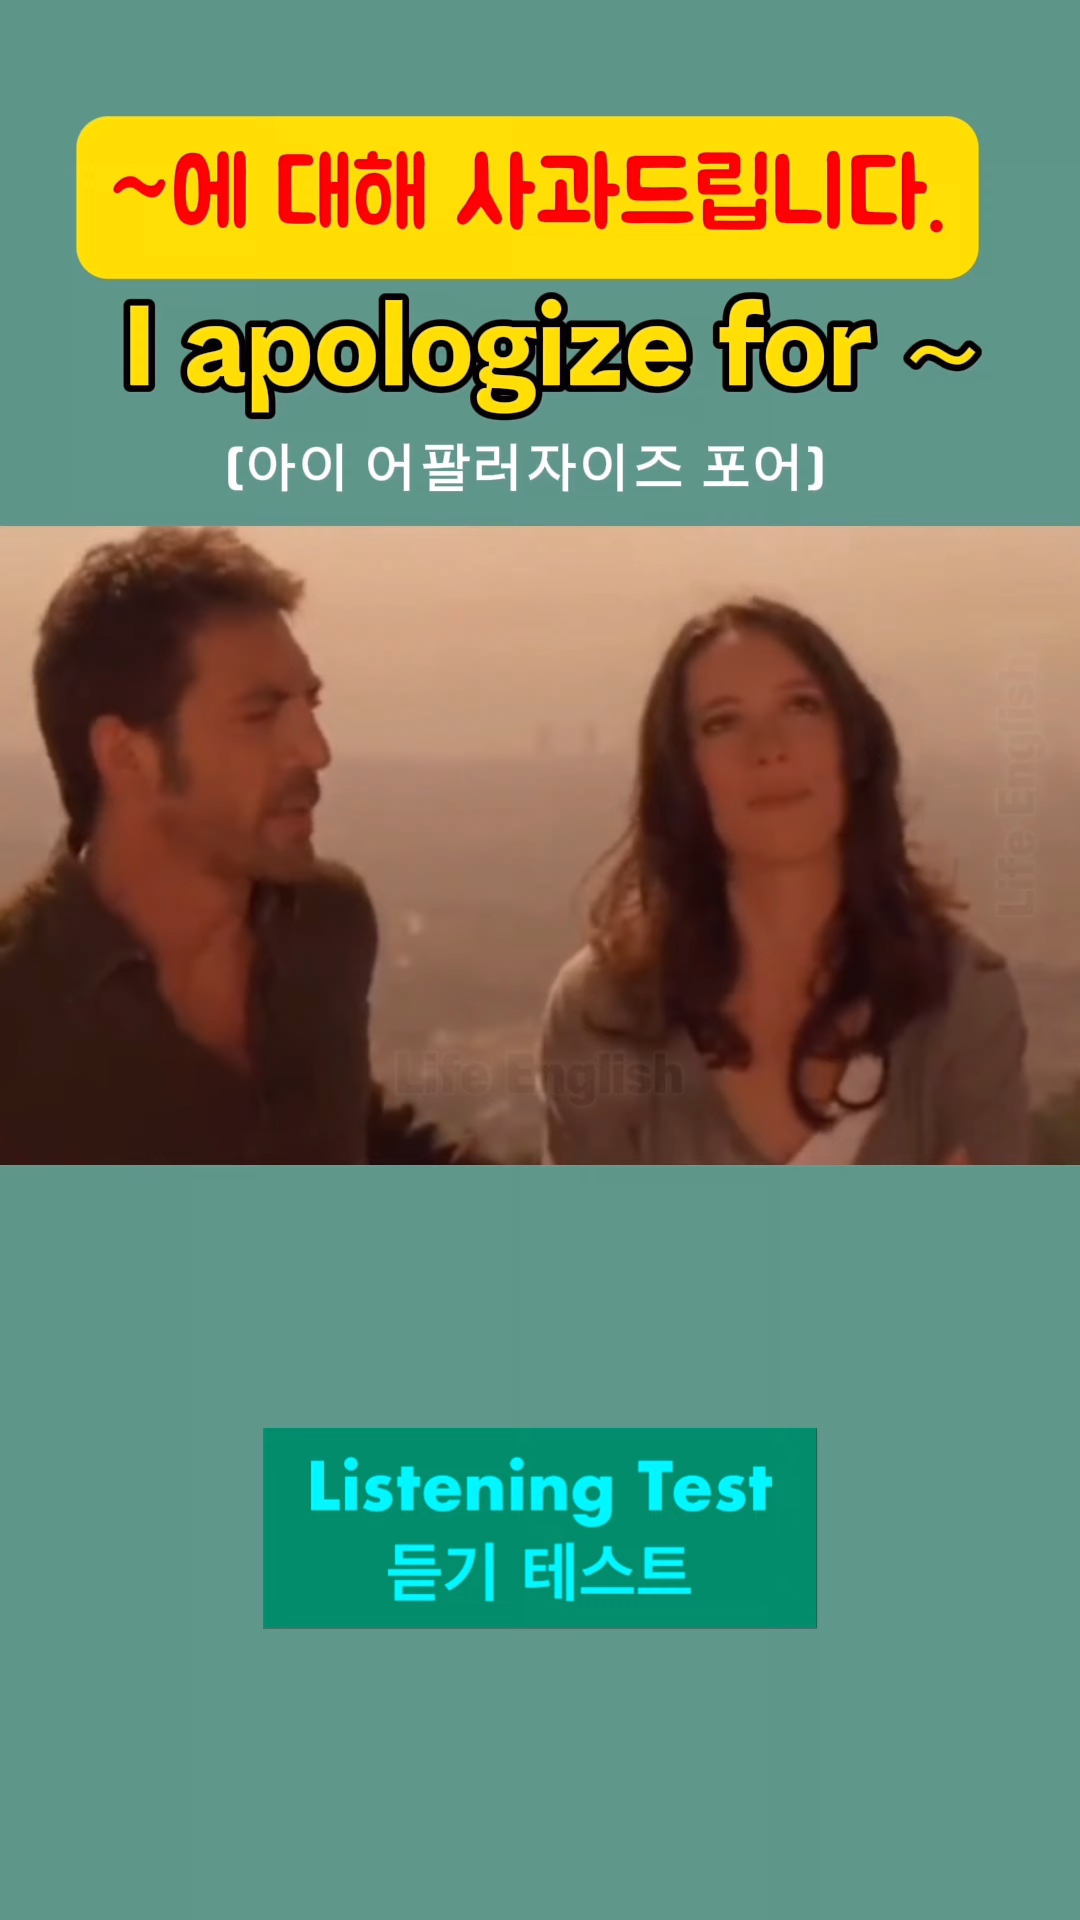 ~에 대해 사과드립니다.
I apologize for ~
(아이 어팔러자이즈 포어)
Life English
Life English
Listening Test
듣기 테스트